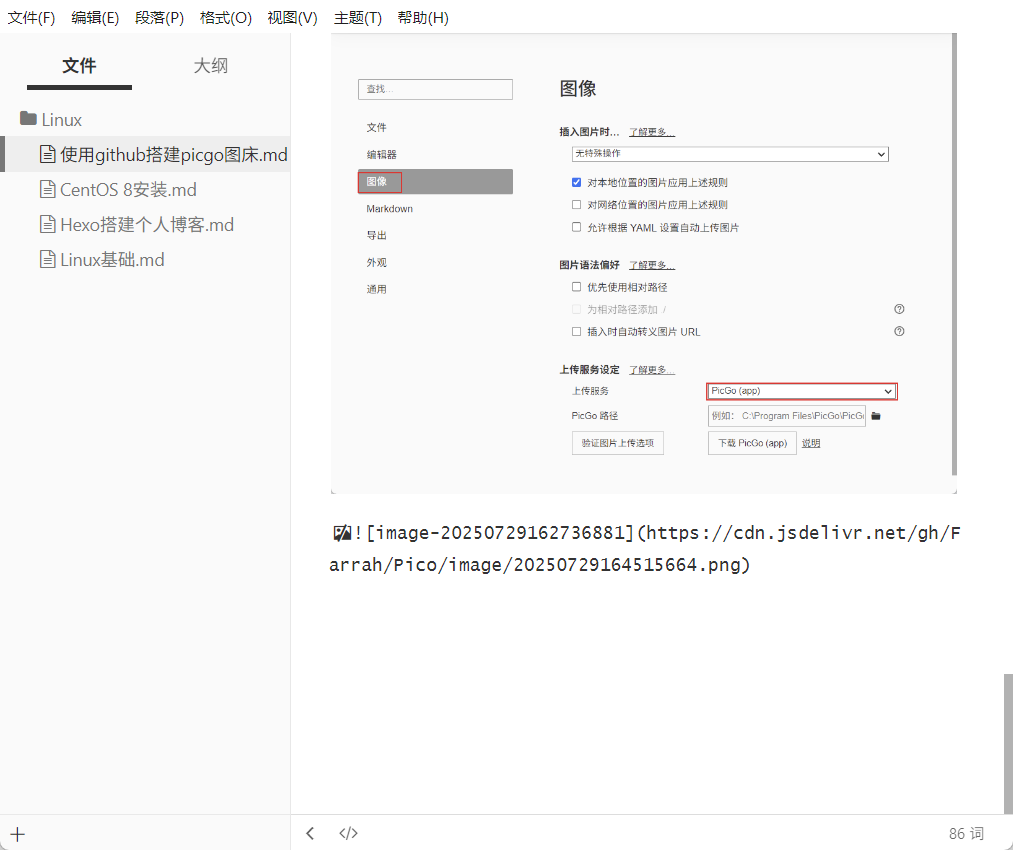 文件(F) 编辑(E) 段落(P) 格式(O) 视图(V) 主题(T) 帮助(H)
文件 大纲
Linux
使用github搭建picgo图床.md
CentOS 8安装.md
Hexo搭建个人博客.md
Linux基础.md
查找...
文件
编辑器
图像
Markdown
导出
外观
通用
图像
插入图片时... 了解更多...
无特殊操作
对本地位置的图片应用上述规则
对网络位置的图片应用上述规则
允许根据 YAML 设置自动上传图片
图片语法偏好 了解更多...
优先使用相对路径
为相对路径添加 ./
插入时自动转义图片 URL
上传服务设定 了解更多...
上传服务 PicGo (app)
PicGo 路径 例如: C:\Program Files\PicGo\PicGo
验证图片上传选项 下载 PicGo (app) 说明
![image-20250729162736881](https://cdn.jsdelivr.net/gh/F
arrah/Pico/image/20250729164515664.png)
86 词